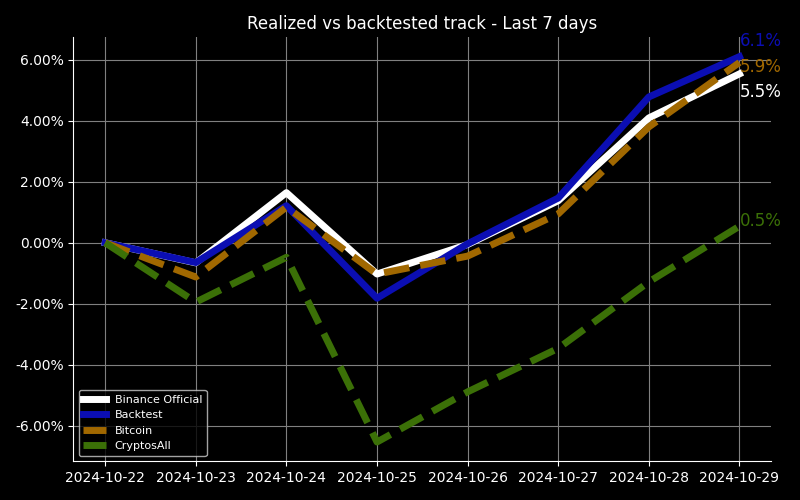 Realized vs backtested track - Last 7 days
6.1%
6.00%
5.9%
5.5%
4.00%
2.00%
0.5%
0.00%
-2.00%
-4.00%
-6.00%
Binance Official
Backtest
Bitcoin
CryptosAll
2024-10-22 2024-10-23 2024-10-24 2024-10-25 2024-10-26 2024-10-27 2024-10-28 2024-10-29